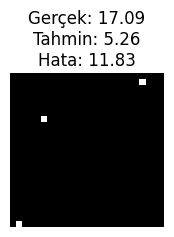 Gerçek: 17.09
Tahmin: 5.26
Hata: 11.83